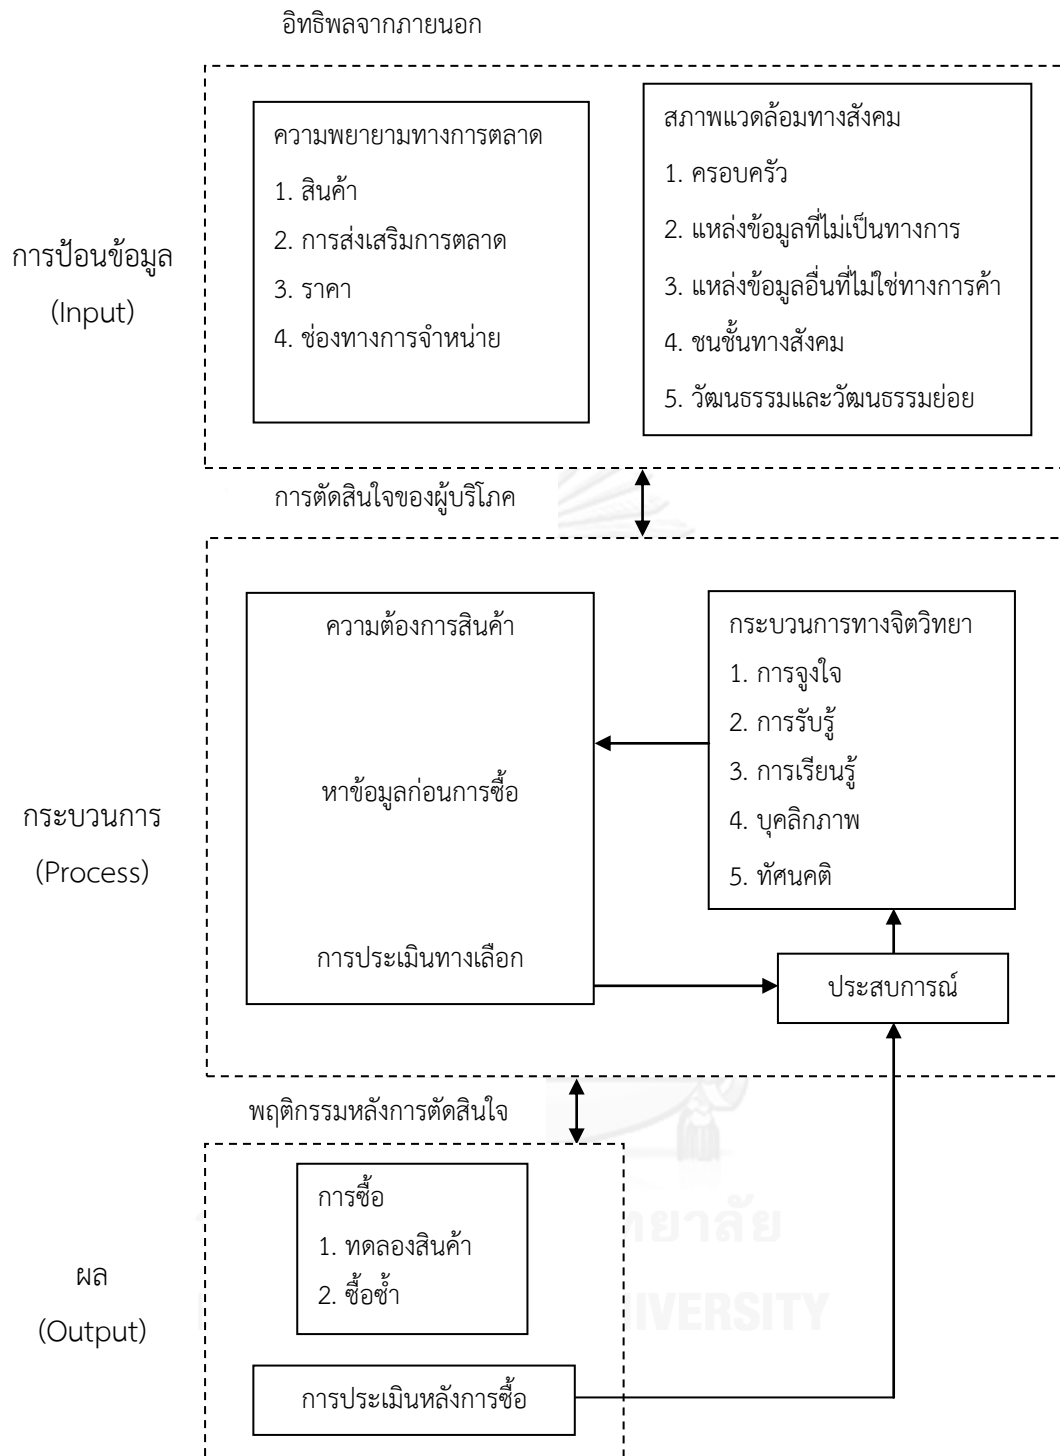 อิทธิพลจากภายนอก
การป้อนข้อมูล
(Input)
ความพยายามทางการตลาด
1. สินค้า
2. การส่งเสริมการตลาด
3. ราคา
4. ช่องทางการจำหน่าย
สภาพแวดล้อมทางสังคม
1. ครอบครัว
2. แหล่งข้อมูลที่ไม่เป็นทางการ
3. แหล่งข้อมูลอื่นที่ไม่ใช่ทางการค้า
4. ชนชั้นทางสังคม
5. วัฒนธรรมและวัฒนธรรมย่อย
การตัดสินใจของผู้บริโภค
กระบวนการ
(Process)
ความต้องการสินค้า
หาข้อมูลก่อนการซื้อ
การประเมินทางเลือก
กระบวนการทางจิตวิทยา
1. การจูงใจ
2. การรับรู้
3. การเรียนรู้
4. บุคลิกภาพ
5. ทัศนคติ
ประสบการณ์
พฤติกรรมหลังการตัดสินใจ
ผล
(Output)
การซื้อ
1. ทดลองสินค้า
2. ซื้อซ้ำ
การประเมินหลังการซื้อ